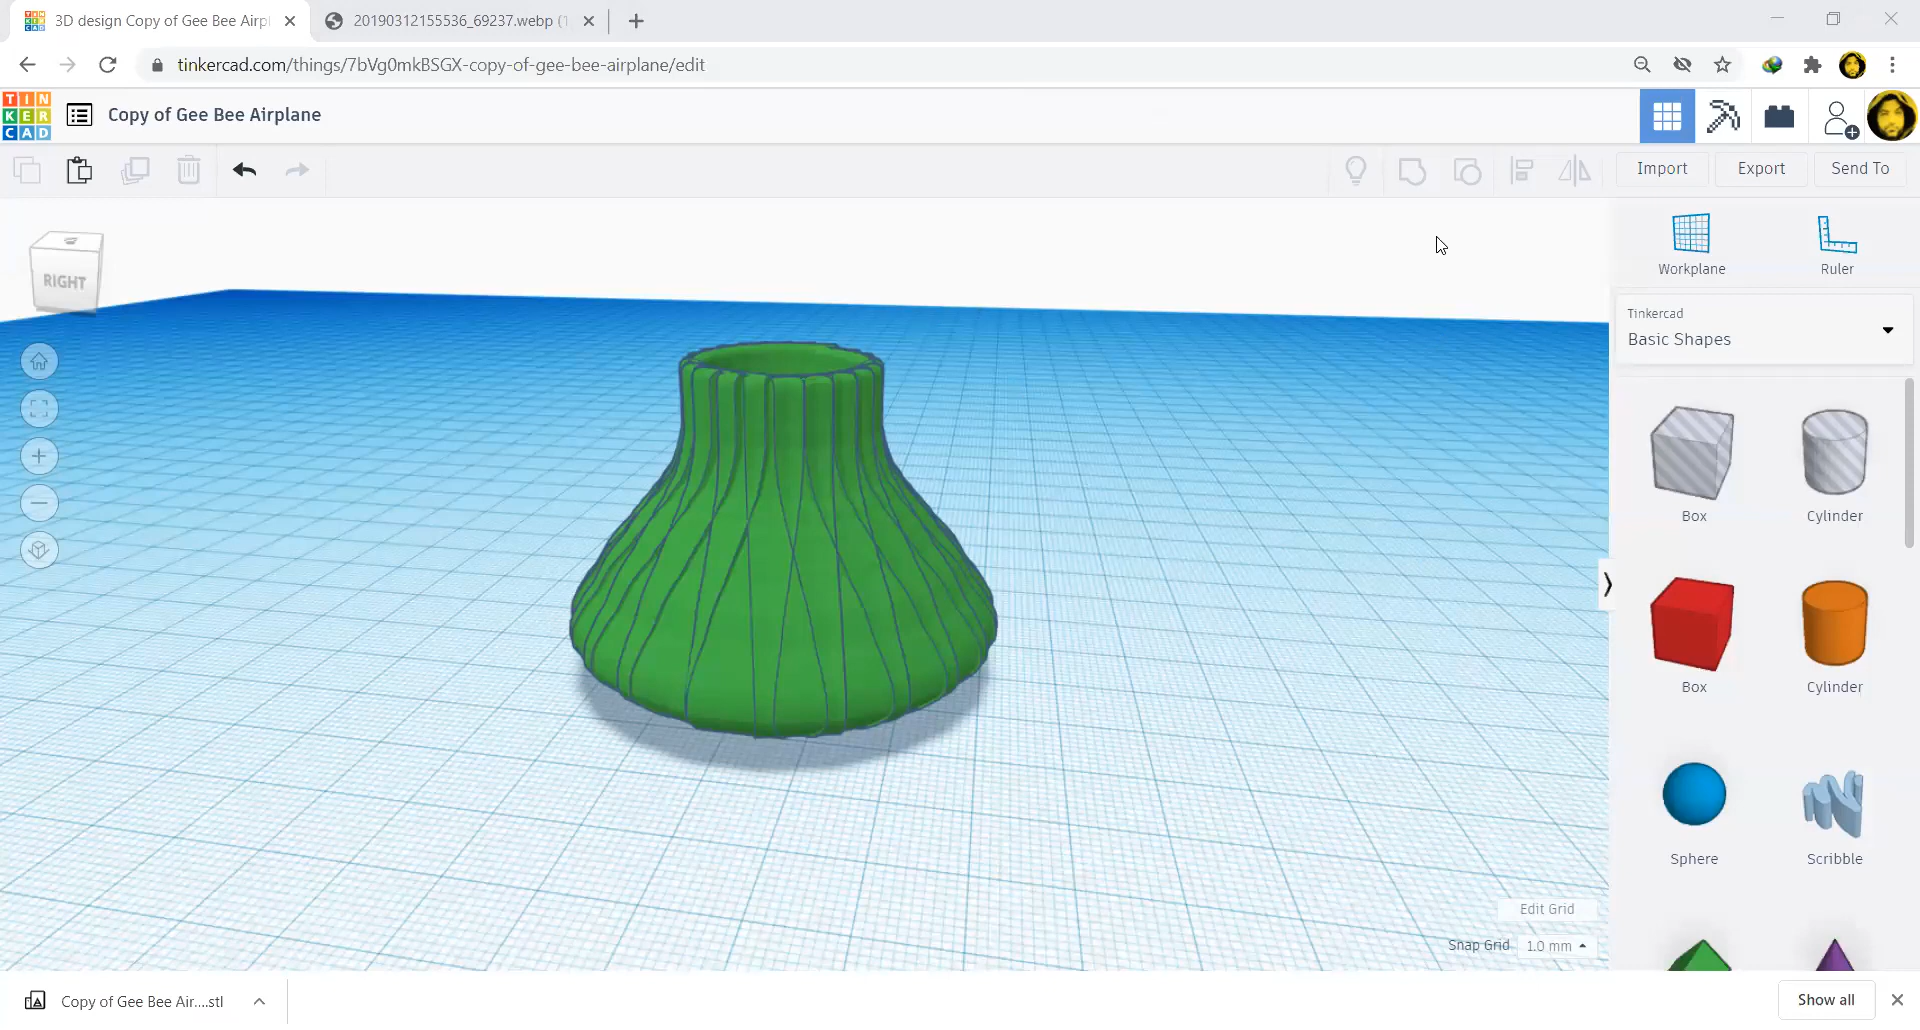 3D design Copy of Gee Bee Airpl
20190312155536_69237.webp (1
tinkercad.com/things/7bVg0mkBSGX-copy-of-gee-bee-airplane/edit
TIN
KER
CAD
Copy of Gee Bee Airplane
Import
Export
Send To
RIGHT
Workplane
Ruler
Tinkercad
Basic Shapes
Box
Cylinder
Box
Cylinder
Sphere
Scribble
Edit Grid
Snap Grid
1.0 mm
Copy of Gee Bee Air....stl
Show all